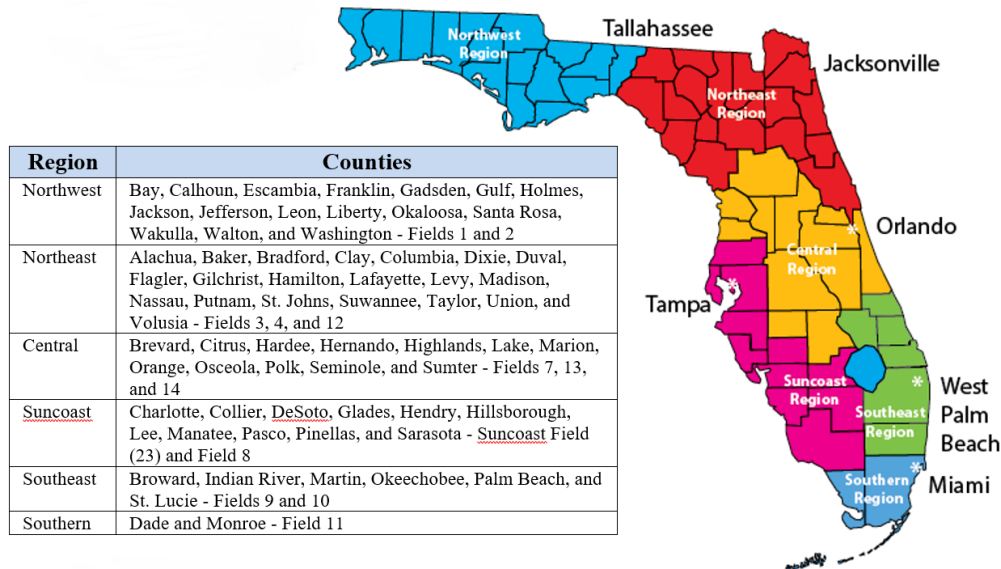 Region Counties
Northwest Bay, Calhoun, Escambia, Franklin, Gadsden, Gulf, Holmes,
Jackson, Jefferson, Leon, Liberty, Okaloosa, Santa Rosa,
Wakulla, Walton, and Washington - Fields 1 and 2
Northeast Alachua, Baker, Bradford, Clay, Columbia, Dixie, Duval,
Flagler, Gilchrist, Hamilton, Lafayette, Levy, Madison,
Nassau, Putnam, St. Johns, Suwannee, Taylor, Union, and
Volusia - Fields 3, 4, and 12
Central Brevard, Citrus, Hardee, Hernando, Highlands, Lake, Marion,
Orange, Osceola, Polk, Seminole, and Sumter - Fields 7, 13,
and 14
Suncoast Charlotte, Collier, DeSoto, Glades, Hendry, Hillsborough,
Lee, Manatee, Pasco, Pinellas, and Sarasota - Suncoast Field
(23) and Field 8
Southeast Broward, Indian River, Martin, Okeechobee, Palm Beach, and
St. Lucie - Fields 9 and 10
Southern Dade and Monroe - Field 11
Northwest
Region
Tallahassee
Jacksonville
Northeast
Region
Orlando
Central
Region
Tampa
Suncoast
Region
West
Palm
Beach
Southeast
Region
Southern
Region
Miami